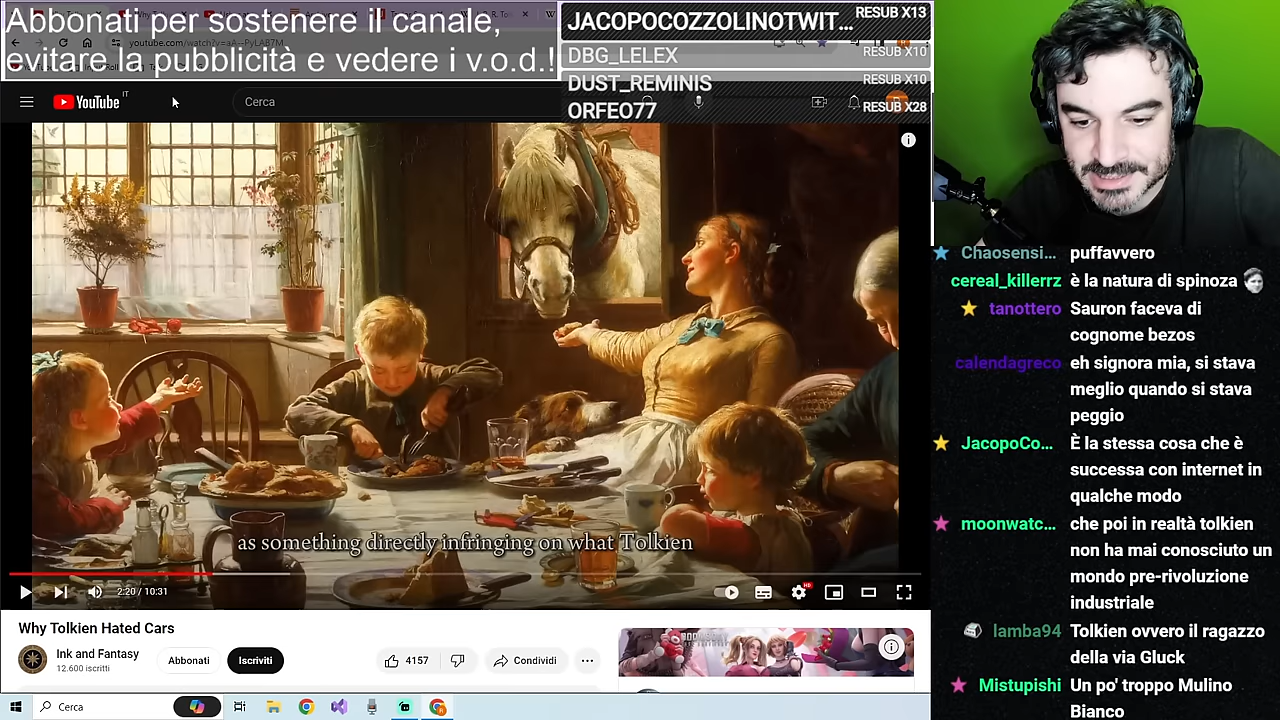 Abbonati per sostenere il canale,
evitare la pubblicità e vedere i v.o.d.!
JACOPOCOZZOLINOTWIT...
RESUB X13
DBG_LELEX
RESUB X10
DUST_REMINIS
RESUB X10
ORFEO77
RESUB X28
YouTube IT
Cerca
as something directly infringing on what Tolkien
2:20 / 10:31
HD
Why Tolkien Hated Cars
Ink and Fantasy
12.600 iscritti
Abbonati
Iscriviti
4157
Condividi
Cerca
Chaosensi... puffavvero
cereal_killerrz è la natura di spinoza
tanottero Sauron faceva di
cognome bezos
calendagreco eh signora mia, si stava
meglio quando si stava
peggio
JacopoCo... È la stessa cosa che è
successa con internet in
qualche modo
moonwatc... che poi in realtà tolkien
non ha mai conosciuto un
mondo pre-rivoluzione
industriale
lamba94 Tolkien ovvero il ragazzo
della via Gluck
Mistupishi Un po' troppo Mulino
Bianco